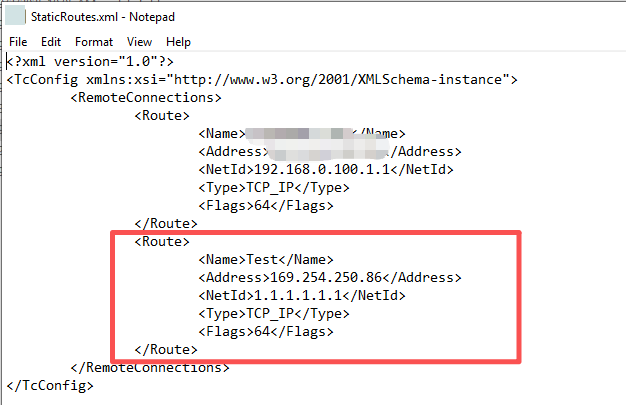 StaticRoutes.xml - Notepad
File Edit Format View Help
<?xml version="1.0"?>
<TcConfig xmlns:xsi="http://www.w3.org/2001/XMLSchema-instance">
<RemoteConnections>
<Route>
<Name></Name>
<Address></Address>
<NetId>192.168.0.100.1.1</NetId>
<Type>TCP_IP</Type>
<Flags>64</Flags>
</Route>
<Route>
<Name>Test</Name>
<Address>169.254.250.86</Address>
<NetId>1.1.1.1.1.1</NetId>
<Type>TCP_IP</Type>
<Flags>64</Flags>
</Route>
</RemoteConnections>
</TcConfig>